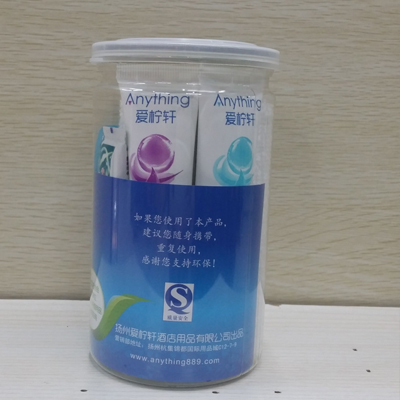 Anything
爱柠轩
Anything
爱柠轩
如果您使用了本产品,
建议您随身携带,
重复使用,
感谢您支持环保!
扬州爱柠轩酒店用品有限公司出品
www.anything889.com